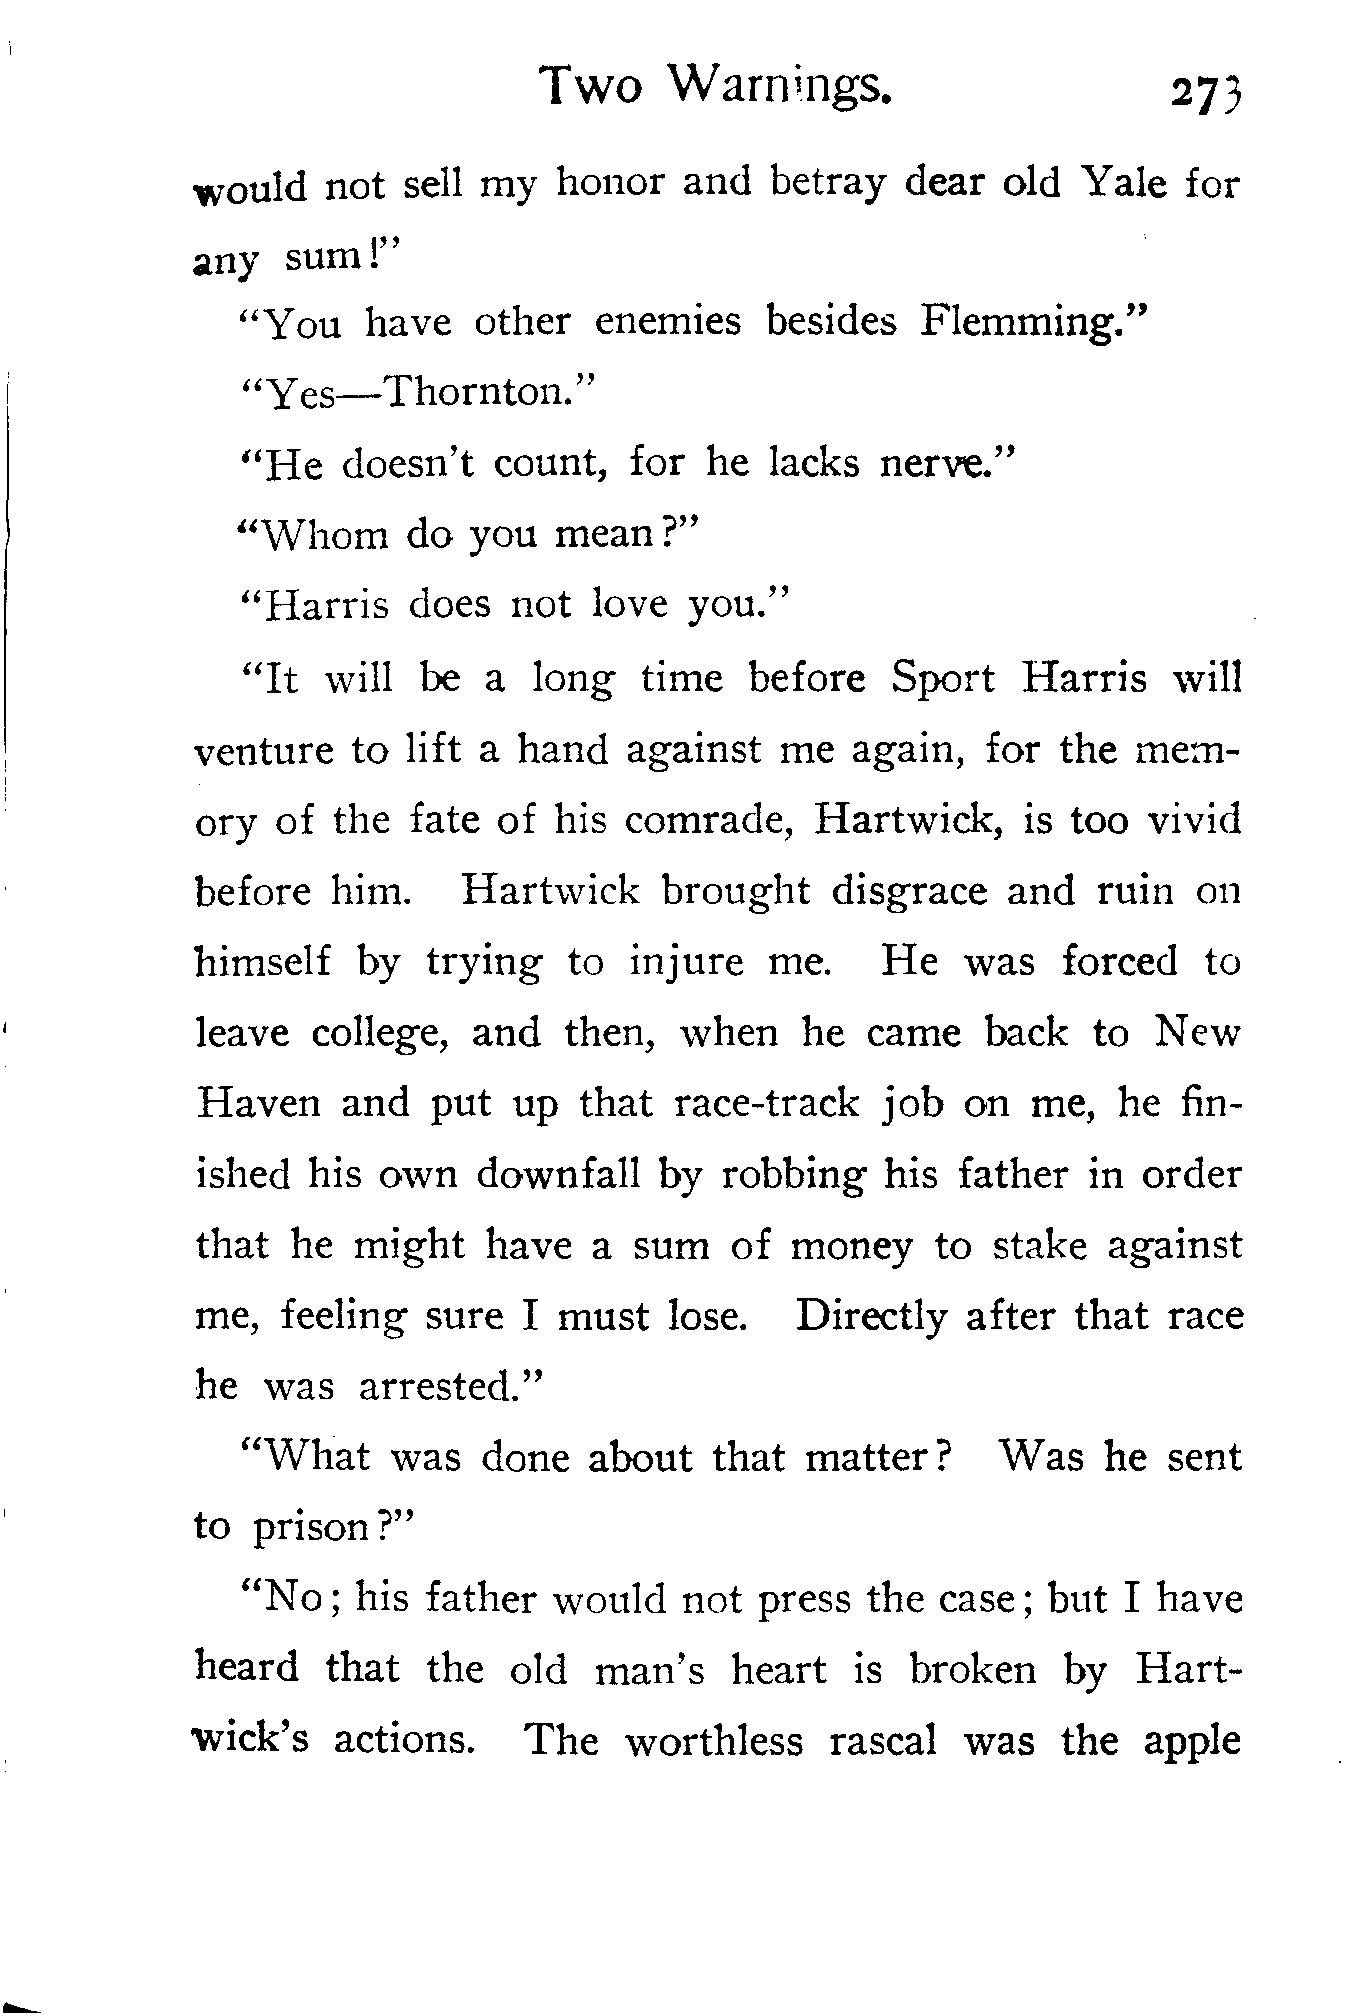 Two Warnings. 273
would not sell my honor and betray dear old Yale for
any sum!"
"You have other enemies besides Flemming."
"Yes—Thornton."
"He doesn't count, for he lacks nerve."
"Whom do you mean?"
"Harris does not love you."
"It will be a long time before Sport Harris will
venture to lift a hand against me again, for the mem-
ory of the fate of his comrade, Hartwick, is too vivid
before him. Hartwick brought disgrace and ruin on
himself by trying to injure me. He was forced to
leave college, and then, when he came back to New
Haven and put up that race-track job on me, he fin-
ished his own downfall by robbing his father in order
that he might have a sum of money to stake against
me, feeling sure I must lose. Directly after that race
he was arrested."
"What was done about that matter? Was he sent
to prison?"
"No; his father would not press the case; but I have
heard that the old man's heart is broken by Hart-
wick's actions. The worthless rascal was the apple